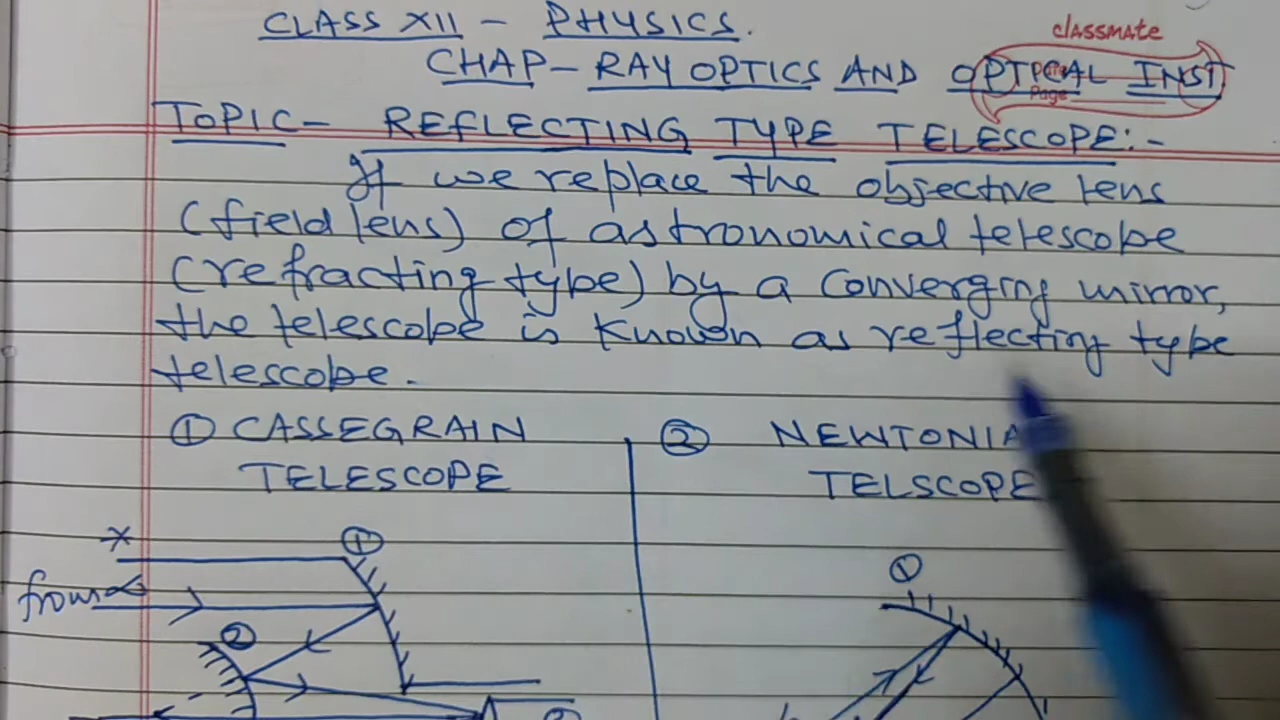 classmate
CLASS XII - PHYSICS.
CHAP - RAY OPTICS AND OPTICAL INST
Page
TOPIC - REFLECTING TYPE TELESCOPE:-
If we replace the objective lens
(field lens) of astronomical telescope
(refracting type) by a converging mirror,
the telescope is known as reflecting type
telescope.
① CASSEGRAIN
TELESCOPE
② NEWTONIA
TELSCOPE
①
from ∞
②
①